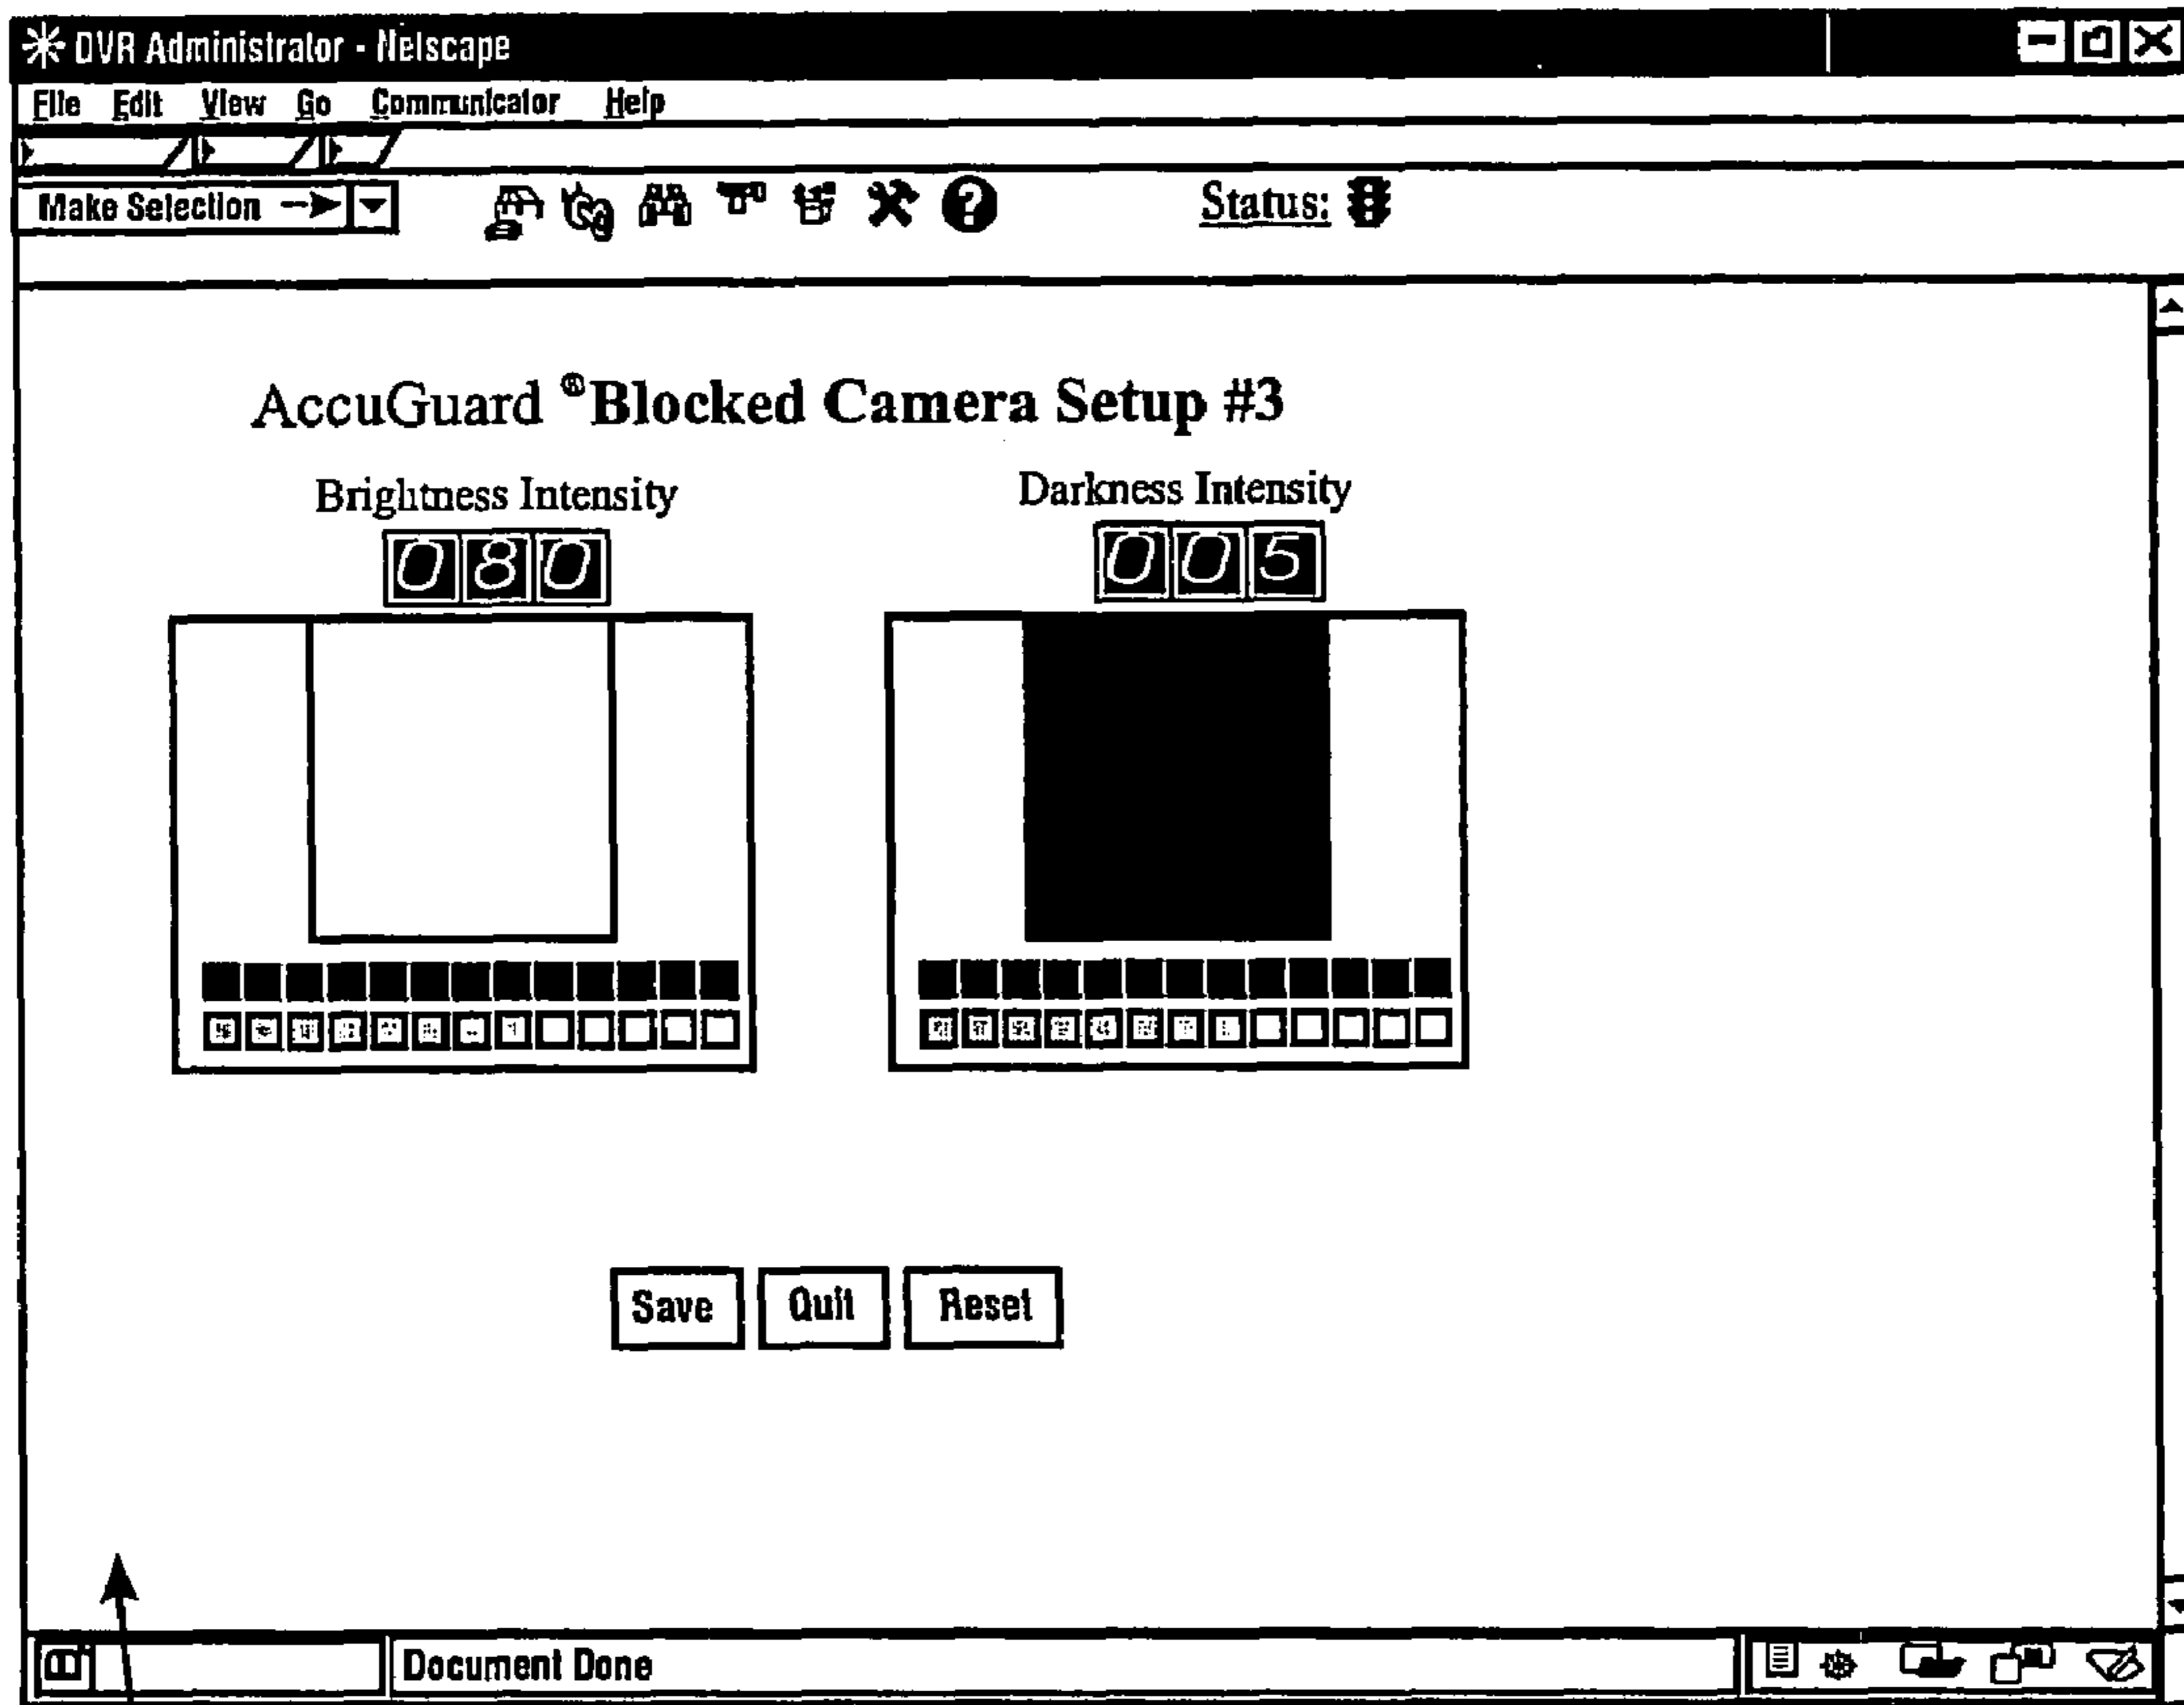 DVR Administrator - Netscape
File Edit View Go Communicator Help
Make Selection
Status:
AccuGuard ® Blocked Camera Setup #3
Brightness Intensity
Darkness Intensity
080
005
Save Quit Reset
Document Done